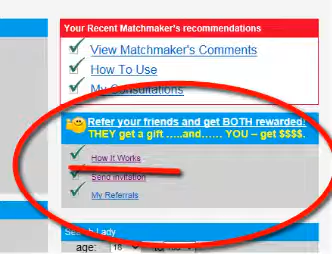 Your Recent Matchmaker's recommendations
View Matchmaker's Comments
How To Use
My Consultations
Refer your friends and get BOTH rewarded!
THEY get a gift .....and...... YOU – get $$$$.
How It Works
Send Invitation
My Referrals
Search Lady
age: 18 to